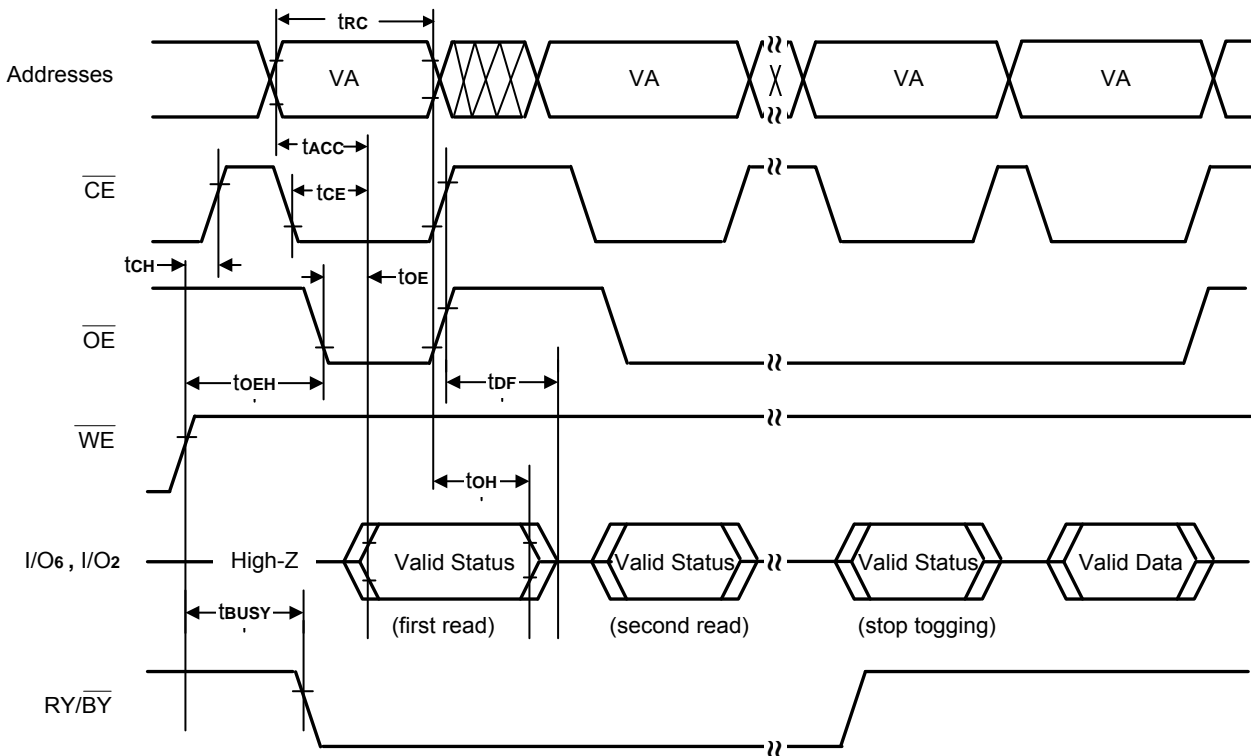 tRC
Addresses VA VA VA VA
tACC
CE tCE
tCH tOE
OE
tOEH tDF
WE
tOH
I/O6 , I/O2 High-Z Valid Status Valid Status Valid Status Valid Data
tBUSY (first read) (second read) (stop togging)
RY/BY